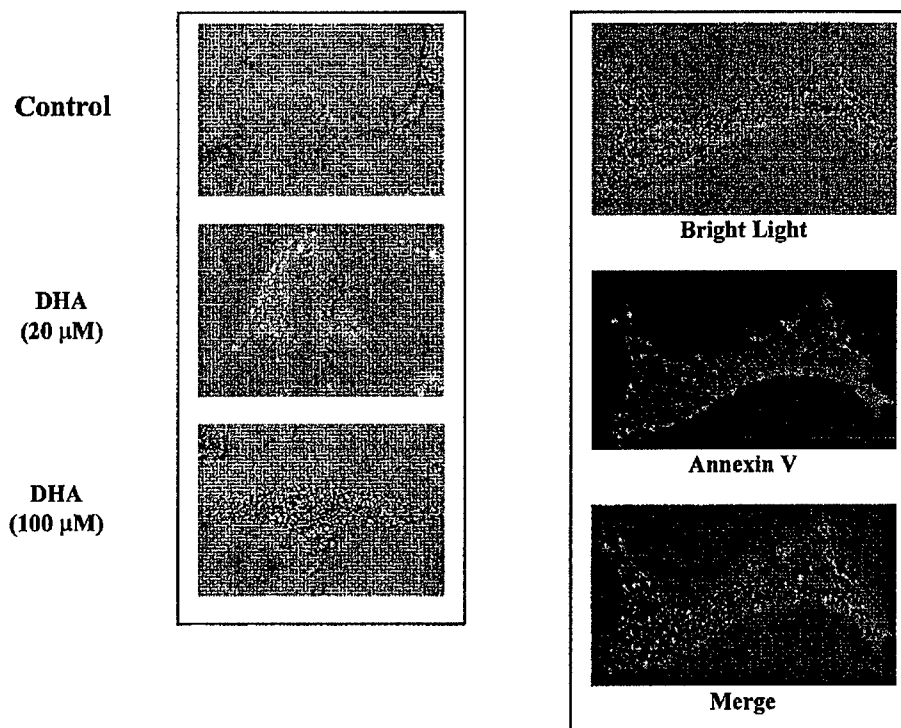 Control
DHA
(20 μM)
DHA
(100 μM)
Bright Light
Annexin V
Merge